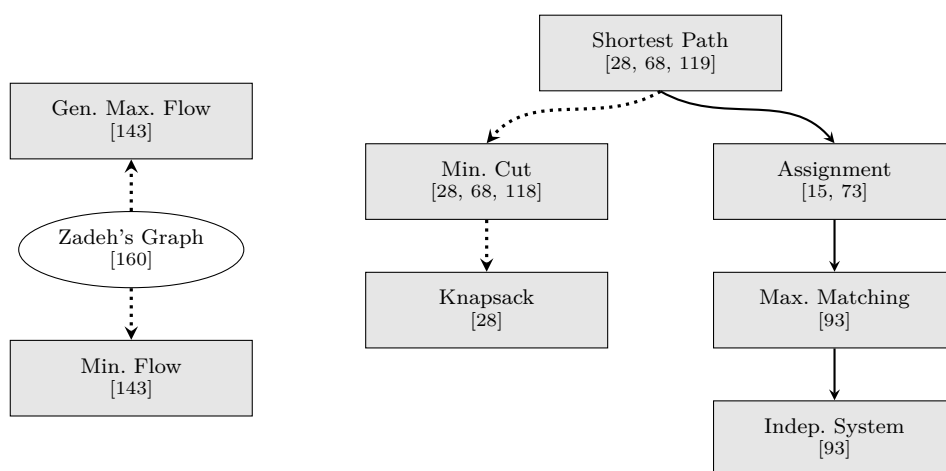 Shortest Path
[28, 68, 119]
Gen. Max. Flow
[143]
Min. Cut
[28, 68, 118]
Assignment
[15, 73]
Zadeh's Graph
[160]
Knapsack
[28]
Max. Matching
[93]
Min. Flow
[143]
Indep. System
[93]